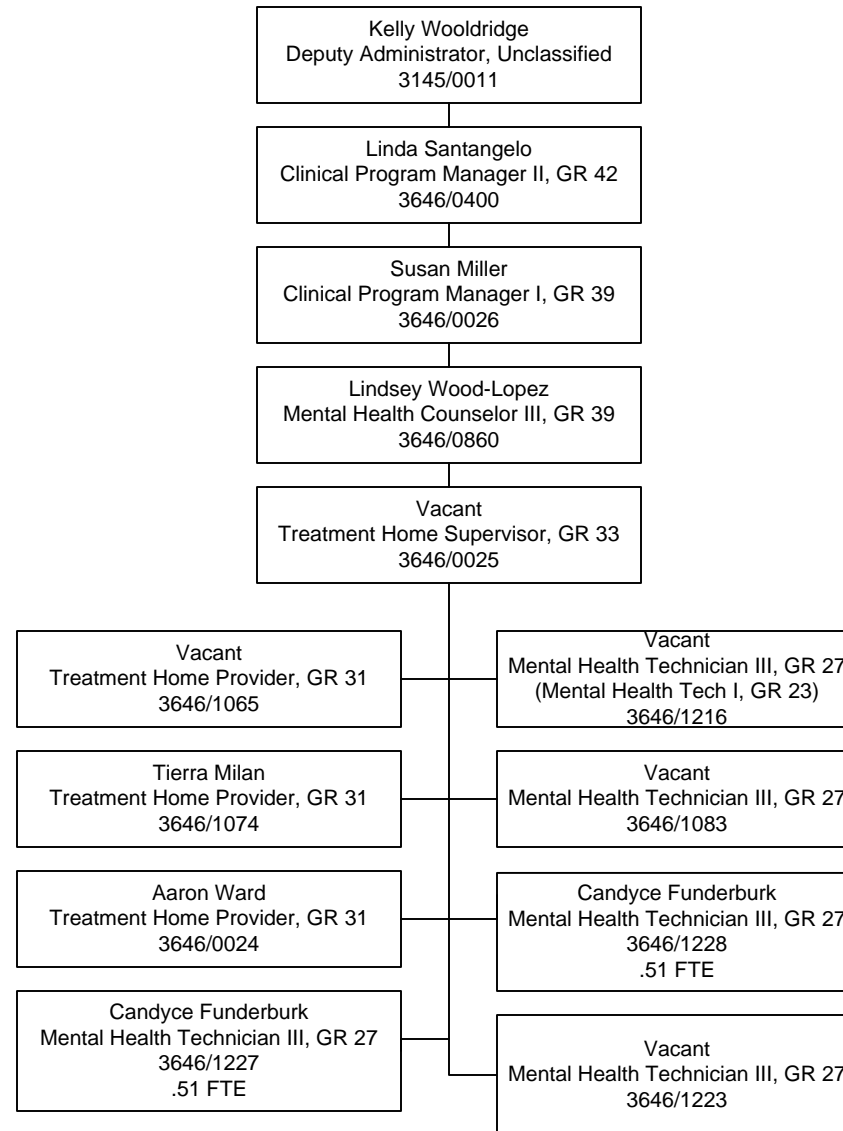 Kelly Wooldridge
Deputy Administrator, Unclassified
3145/0011
Linda Santangelo
Clinical Program Manager II, GR 42
3646/0400
Susan Miller
Clinical Program Manager I, GR 39
3646/0026
Lindsey Wood-Lopez
Mental Health Counselor III, GR 39
3646/0860
Vacant
Treatment Home Supervisor, GR 33
3646/0025
Vacant
Treatment Home Provider, GR 31
3646/1065
Vacant
Mental Health Technician III, GR 27
(Mental Health Tech I, GR 23)
3646/1216
Tierra Milan
Treatment Home Provider, GR 31
3646/1074
Vacant
Mental Health Technician III, GR 27
3646/1083
Aaron Ward
Treatment Home Provider, GR 31
3646/0024
Candyce Funderburk
Mental Health Technician III, GR 27
3646/1228
.51 FTE
Candyce Funderburk
Mental Health Technician III, GR 27
3646/1227
.51 FTE
Vacant
Mental Health Technician III, GR 27
3646/1223